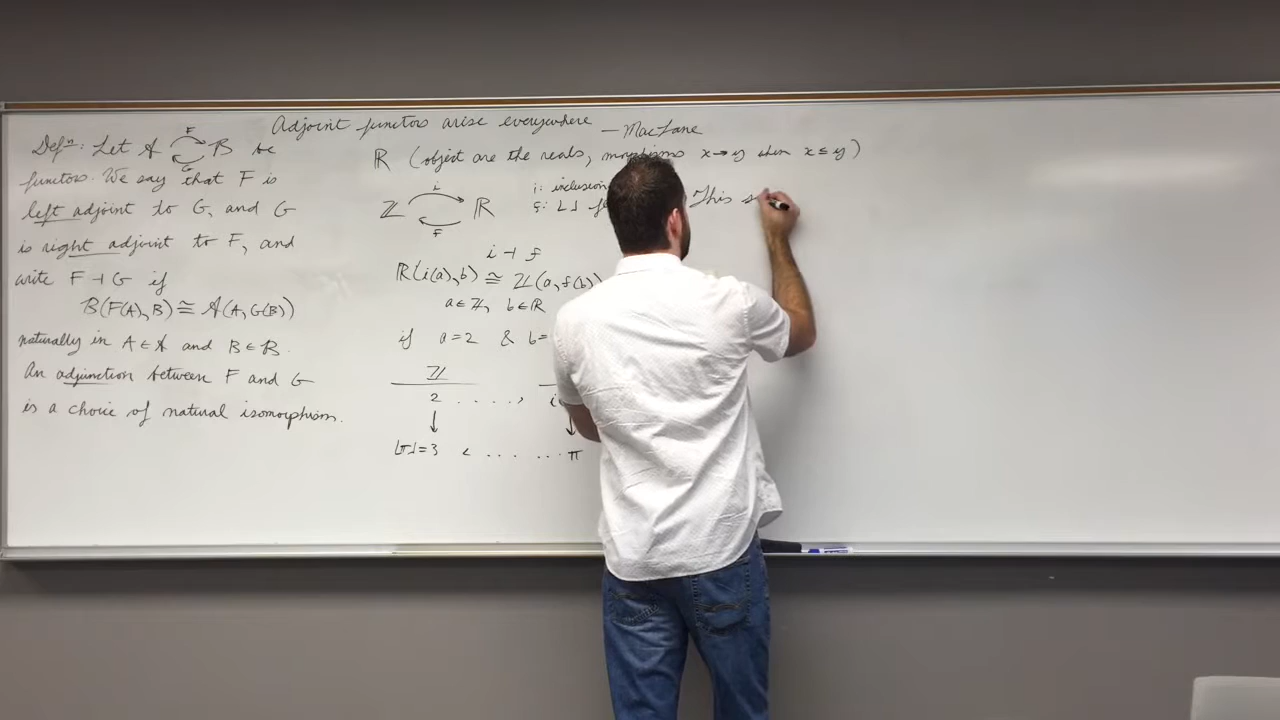 Adjoint functors arise everywhere — MacLane
Defⁿ: Let 𝒜 F G ℬ be
functors. We say that F is
left adjoint to G, and G
is right adjoint to F, and
write F ⊣ G if
ℬ(F(A), B) ≅ 𝒜(A, G(B))
naturally in A ∈ 𝒜 and B ∈ ℬ.
An adjunction between F and G
is a choice of natural isomorphism.
ℝ (object are the reals, morphisms x → y when x ≤ y)
ℤ i F ℝ
i: inclusion
f: ⌊⌋
i ⊣ f
ℝ(i(a), b) ≅ ℤ(a, f(b))
a ∈ ℤ, b ∈ ℝ
if a = 2 & b =
ℤ
2 . . . . , i
↓ ↓
⌊π⌋ = 3 < . . . . . . π
This